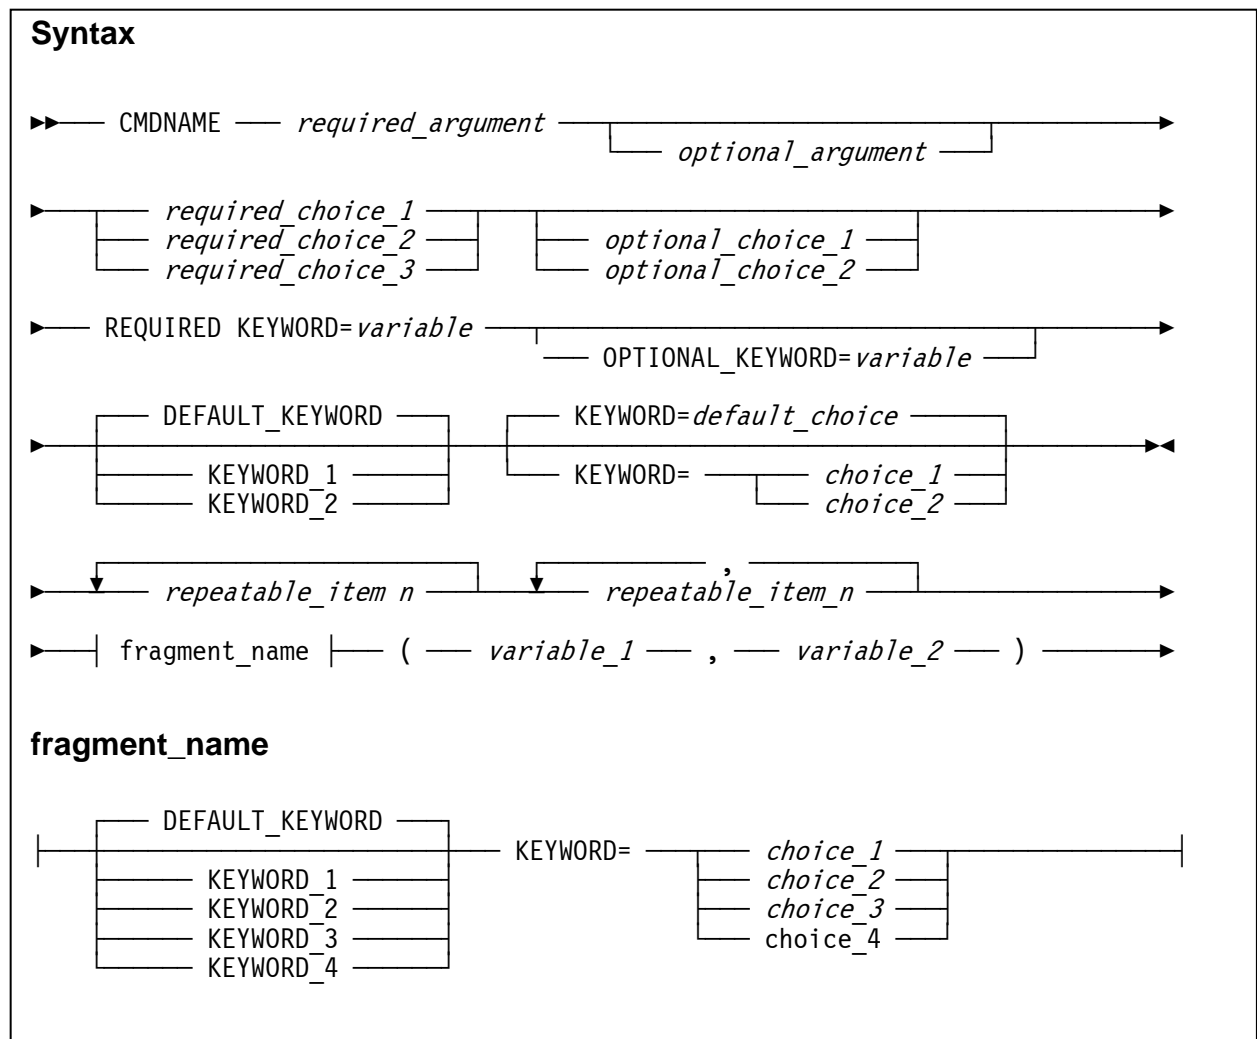 Syntax
CMDNAME required_argument
optional_argument
required_choice_1
required_choice_2 optional_choice_1
required_choice_3 optional_choice_2
REQUIRED KEYWORD=variable
OPTIONAL_KEYWORD=variable
DEFAULT_KEYWORD KEYWORD=default_choice
KEYWORD_1 KEYWORD= choice_1
KEYWORD_2 choice_2
,
repeatable_item n repeatable_item_n
fragment_name ( variable_1 , variable_2 )
fragment_name
DEFAULT_KEYWORD
KEYWORD= choice_1
KEYWORD_1 choice_2
KEYWORD_2 choice_3
KEYWORD_3 choice_4
KEYWORD_4